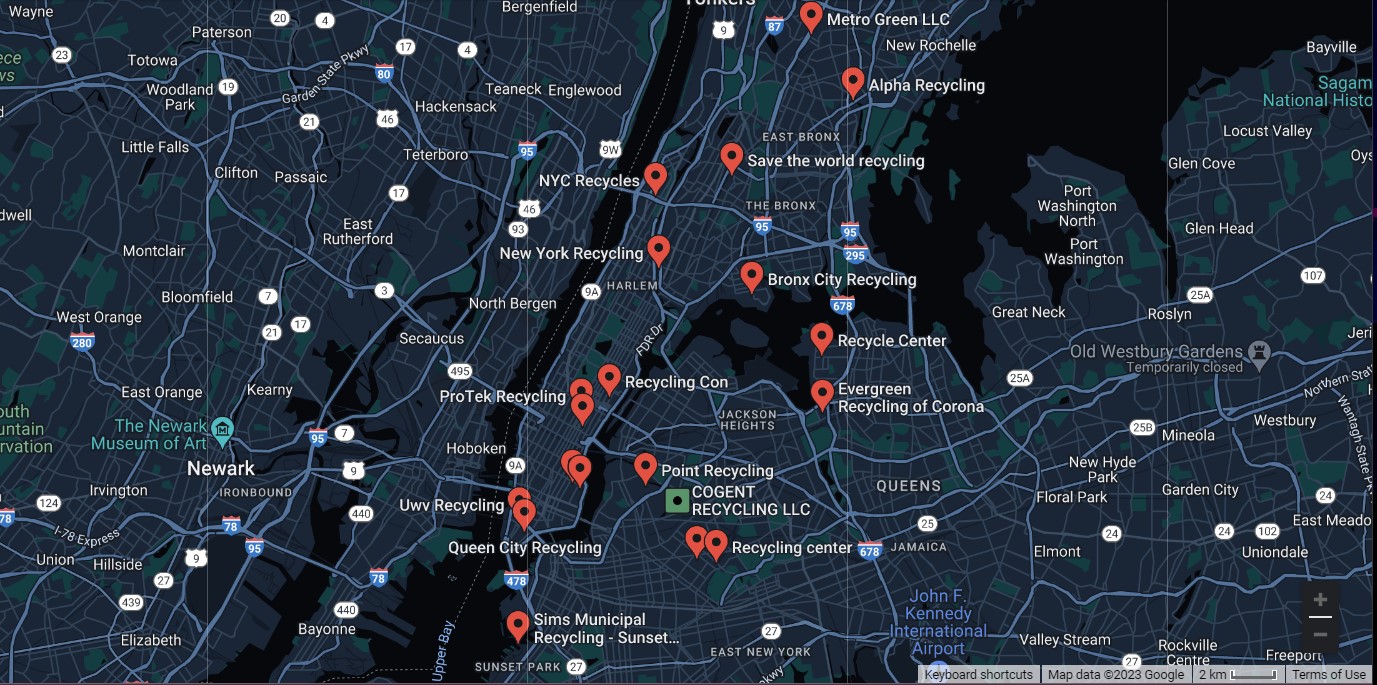 Wayne
20
4
Bergenfield
9
87
Metro Green LLC
Paterson
17
4
New Rochelle
Bayville
23
Totowa
Garden State Pkwy
80
Alpha Recycling
Sagam
National Histo
Woodland
Park
19
Teaneck
Englewood
Hackensack
21
46
Locust Valley
Little Falls
Teterboro
95
9W
EAST BRONX
Save the world recycling
Glen Cove
Oys
Clifton
Passaic
17
NYC Recycles
Port
Washington
North
46
THE BRONX
dwell
East
Rutherford
93
95
95
Glen Head
Montclair
New York Recycling
295
Port
Washington
Bronx City Recycling
107
Bloomfield
7
3
North Bergen
9A
HARLEM
678
25A
Great Neck
Roslyn
West Orange
21
17
280
Secaucus
FDR Dr
Recycle Center
Jeri
Old Westbury Gardens
Temporarily closed
495
Recycling Con
25A
Northern Stat
East Orange
Kearny
ProTek Recycling
Evergreen
Recycling of Corona
Wantagh State P
outh
untain
rvation
JACKSON
HEIGHTS
Westbury
The Newark
Museum of Art
95
7
25B
Mineola
Newark
Hoboken
9A
9
Point Recycling
New Hyde
Park
Irvington
IRONBOUND
COGENT
RECYCLING LLC
QUEENS
Floral Park
Garden City
24
124
Uwv Recycling
440
78
I-78 Express
78
25
24
24
102
East Meado
95
Queen City Recycling
Recycling center
678
JAMAICA
Elmont
Uniondale
Union
Hillside
9
27
78
478
439
440
John F.
Kennedy
International
Airport
Sims Municipal
Recycling - Sunset...
Bayonne
Elizabeth
Upper Bay
27
EAST NEW YORK
Valley Stream
Rockville
Centre
Freeport
SUNSET PARK
27
27
Keyboard shortcuts
Map data ©2023 Google
2 km
Terms of Use